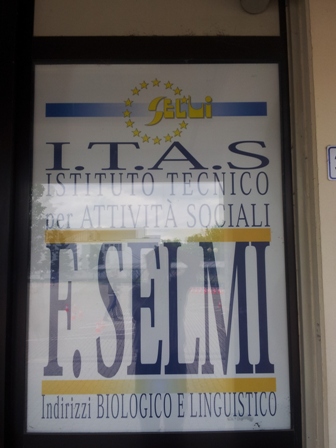 Selmi
I.T.A.S
ISTITUTO TECNICO
per ATTIVITÀ SOCIALI
F. SELMI
Indirizzi BIOLOGICO E LINGUISTICO